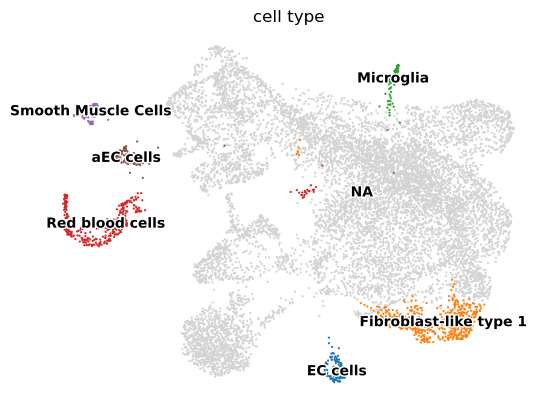 cell type
Microglia
Smooth Muscle Cells
aEC cells
NA
Red blood cells
Fibroblast-like type 1
EC cells